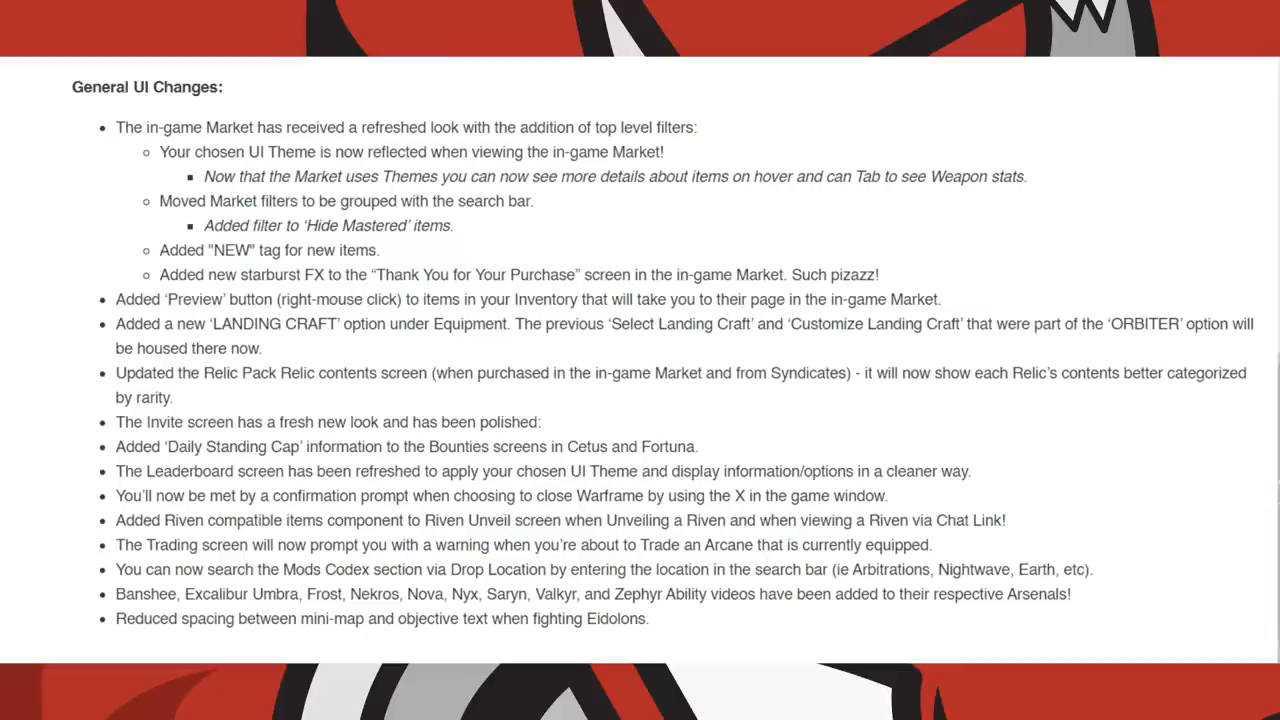 General UI Changes:
• The in-game Market has received a refreshed look with the addition of top level filters:
○ Your chosen UI Theme is now reflected when viewing the in-game Market!
▪ Now that the Market uses Themes you can now see more details about items on hover and can Tab to see Weapon stats.
○ Moved Market filters to be grouped with the search bar.
▪ Added filter to ‘Hide Mastered’ items.
○ Added "NEW" tag for new items.
○ Added new starburst FX to the “Thank You for Your Purchase” screen in the in-game Market. Such pizazz!
• Added ‘Preview’ button (right-mouse click) to items in your Inventory that will take you to their page in the in-game Market.
• Added a new ‘LANDING CRAFT’ option under Equipment. The previous ‘Select Landing Craft’ and ‘Customize Landing Craft’ that were part of the ‘ORBITER’ option will
be housed there now.
• Updated the Relic Pack Relic contents screen (when purchased in the in-game Market and from Syndicates) - it will now show each Relic’s contents better categorized
by rarity.
• The Invite screen has a fresh new look and has been polished:
• Added ‘Daily Standing Cap’ information to the Bounties screens in Cetus and Fortuna.
• The Leaderboard screen has been refreshed to apply your chosen UI Theme and display information/options in a cleaner way.
• You’ll now be met by a confirmation prompt when choosing to close Warframe by using the X in the game window.
• Added Riven compatible items component to Riven Unveil screen when Unveiling a Riven and when viewing a Riven via Chat Link!
• The Trading screen will now prompt you with a warning when you’re about to Trade an Arcane that is currently equipped.
• You can now search the Mods Codex section via Drop Location by entering the location in the search bar (ie Arbitrations, Nightwave, Earth, etc).
• Banshee, Excalibur Umbra, Frost, Nekros, Nova, Nyx, Saryn, Valkyr, and Zephyr Ability videos have been added to their respective Arsenals!
• Reduced spacing between mini-map and objective text when fighting Eidolons.